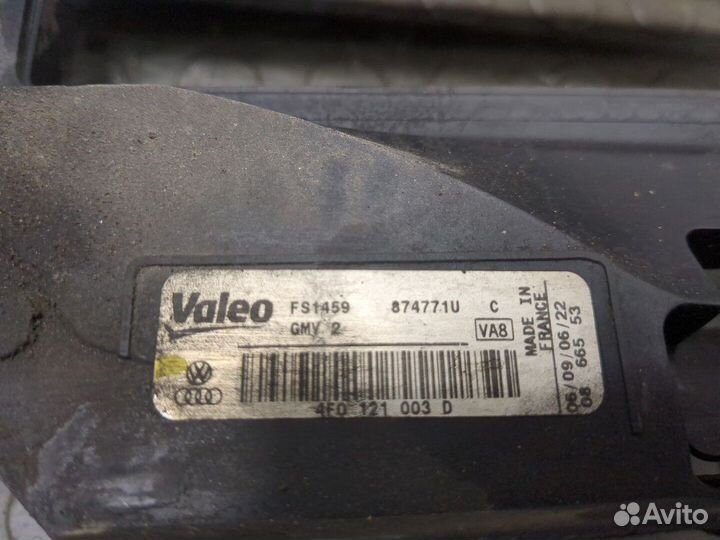 Valeo FS1459 874771U C
GMV 2 VA8
MADE IN
FRANCE
06/09/06/22
665 53
08
4F0 121 003 D
Avito